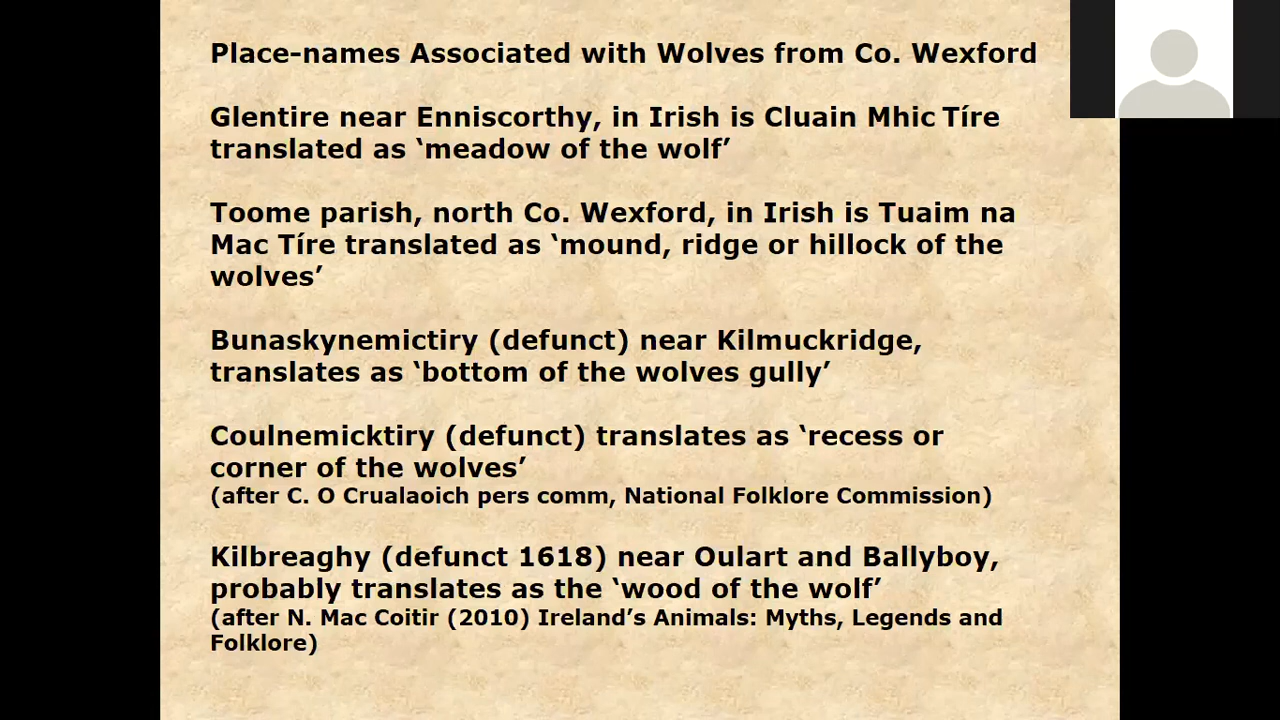 Place-names Associated with Wolves from Co. Wexford
Glentire near Enniscorthy, in Irish is Cluain Mhic Tíre
translated as ‘meadow of the wolf’
Toome parish, north Co. Wexford, in Irish is Tuaim na
Mac Tíre translated as ‘mound, ridge or hillock of the
wolves’
Bunaskynemictiry (defunct) near Kilmuckridge,
translates as ‘bottom of the wolves gully’
Coulnemicktiry (defunct) translates as ‘recess or
corner of the wolves’
(after C. O Crualaoich pers comm, National Folklore Commission)
Kilbreaghy (defunct 1618) near Oulart and Ballyboy,
probably translates as the ‘wood of the wolf’
(after N. Mac Coitir (2010) Ireland’s Animals: Myths, Legends and
Folklore)